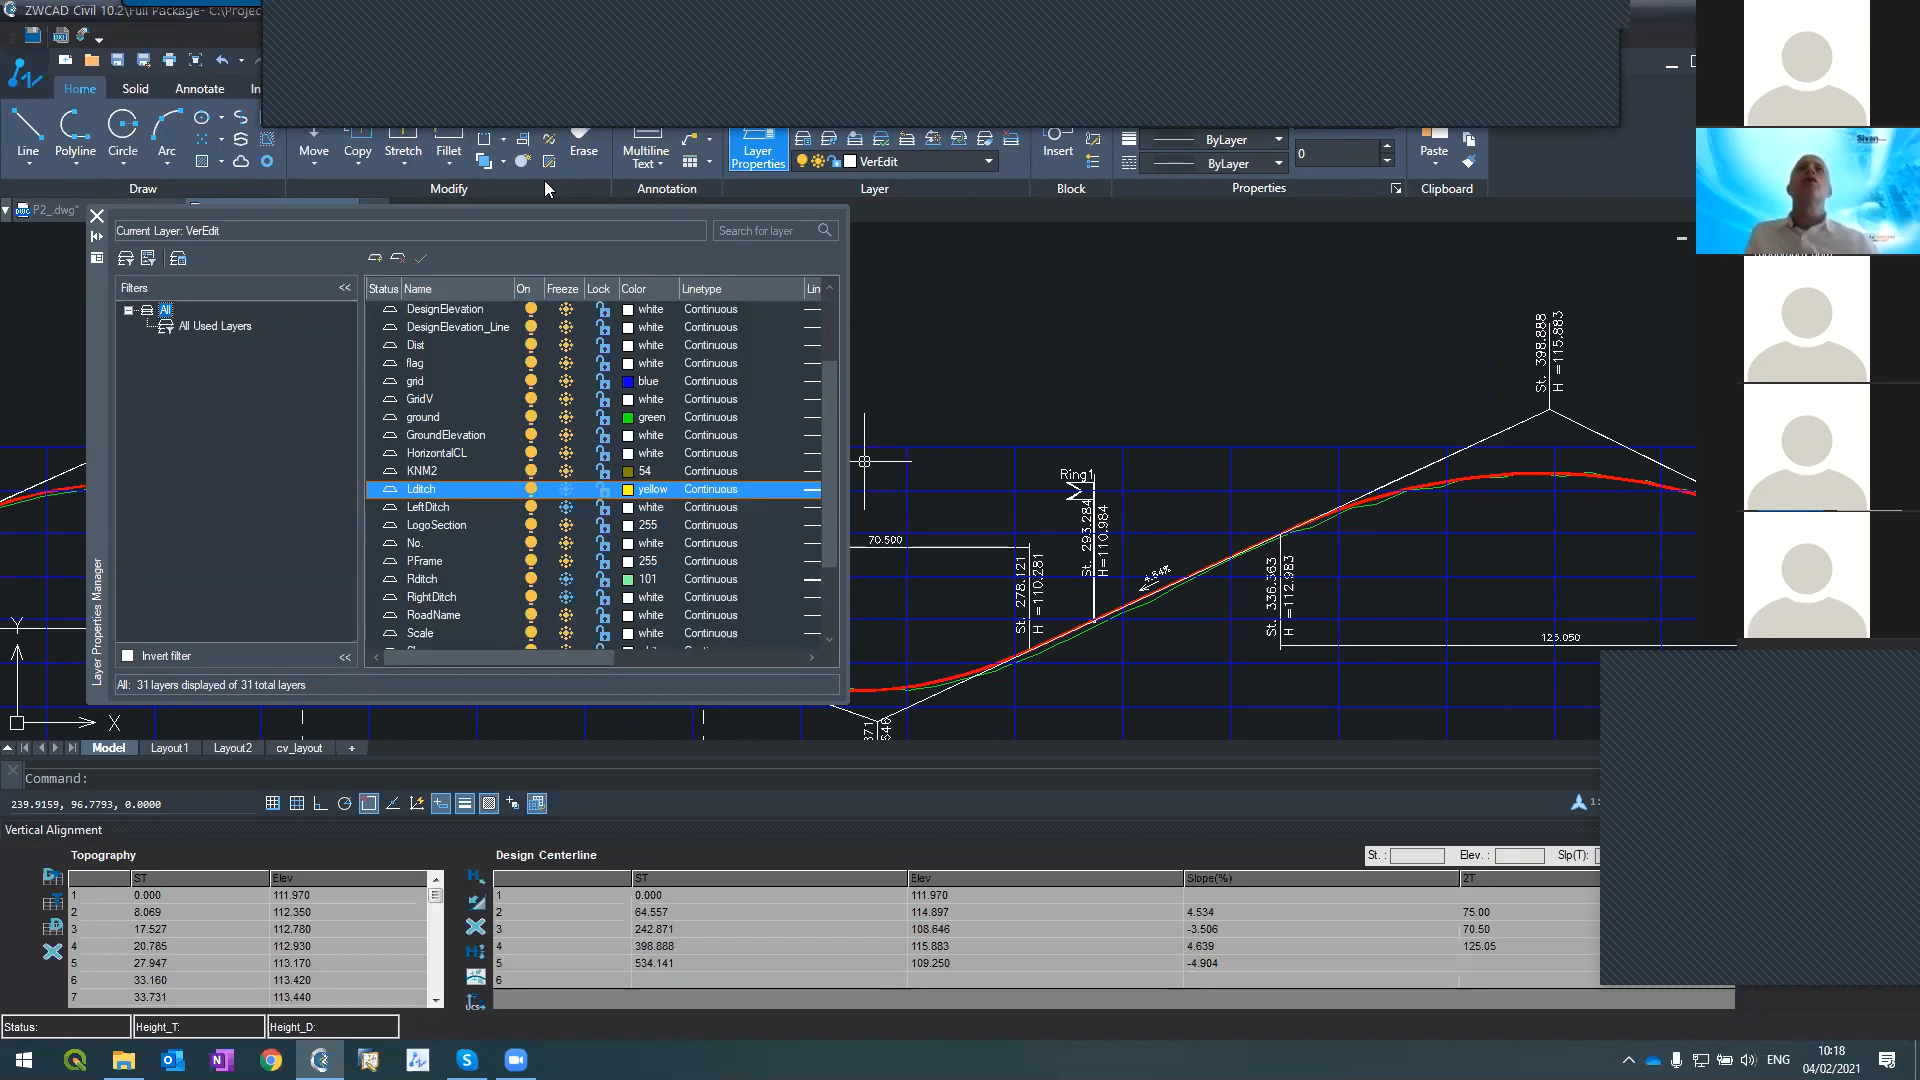 ZWCAD Civil 10.2\Full Package- C:\Projec
Home Solid Annotate In
Line Polyline Circle Arc
Move Copy Stretch Fillet Erase
Multiline Text
Layer Properties
VerEdit
Insert
ByLayer
ByLayer
0
Paste
Draw Modify Annotation Layer Block Properties Clipboard
P2_.dwg*
Current Layer: VerEdit
Search for layer
Filters <<
All
All Used Layers
Invert filter <<
Status Name On Freeze Lock Color Linetype Lin
DesignElevation white Continuous
DesignElevation_Line white Continuous
Dist white Continuous
flag white Continuous
grid blue Continuous
GridV white Continuous
ground green Continuous
GroundElevation white Continuous
HorizontalCL white Continuous
KNM2 54 Continuous
Lditch yellow Continuous
LeftDitch white Continuous
LogoSection 255 Continuous
No. white Continuous
PFrame 255 Continuous
Rditch 101 Continuous
RightDitch white Continuous
RoadName white Continuous
Scale white Continuous
All: 31 layers displayed of 31 total layers
Layer Properties Manager
70.500
St. 278.121
H =110.281
Ring1
St. 293.284
H=110.984
4.64%
St. 336.363
H =112.983
St. 398.888
H =115.883
125.050
Y
X
Model Layout1 Layout2 cv_layout +
Command:
239.9159, 96.7793, 0.0000
Vertical Alignment
Topography
ST Elev
1 0.000 111.970
2 8.069 112.350
3 17.527 112.780
4 20.785 112.930
5 27.947 113.170
6 33.160 113.420
7 33.731 113.440
Design Centerline
St.: Elev.: Slp(T):
ST Elev Slope(%) 2T
1 0.000 111.970
2 64.557 114.897 4.534 75.00
3 242.871 108.646 -3.506 70.50
4 398.888 115.883 4.639 125.05
5 534.141 109.250 -4.904
6
Status: Height_T: Height_D:
ENG
10:18
04/02/2021